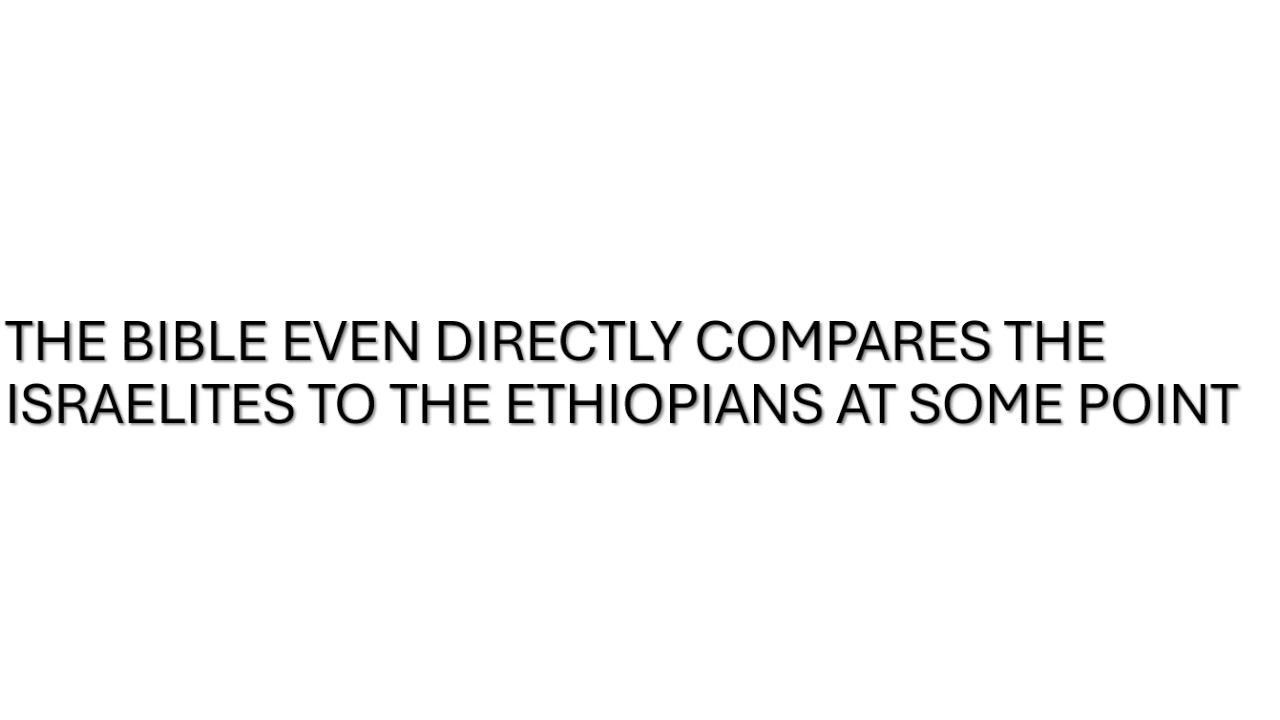 THE BIBLE EVEN DIRECTLY COMPARES THE
ISRAELITES TO THE ETHIOPIANS AT SOME POINT